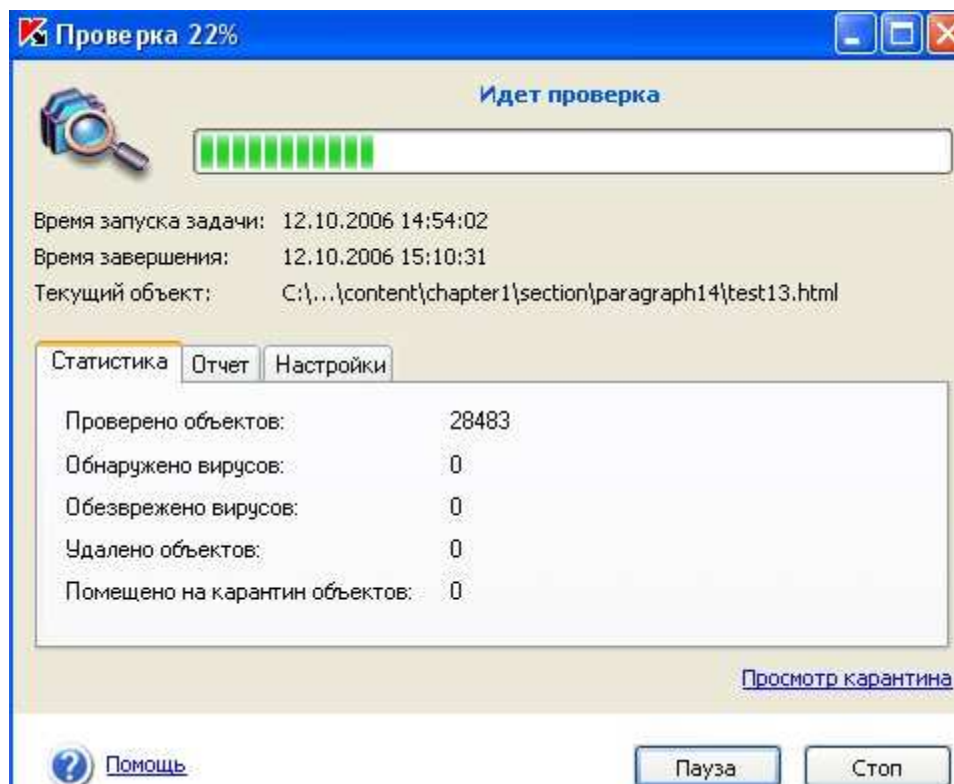 Проверка 22%
Идет проверка
Время запуска задачи: 12.10.2006 14:54:02
Время завершения: 12.10.2006 15:10:31
Текущий объект: C:\...\content\chapter1\section\paragraph14\test13.html
Статистика Отчет Настройки
Проверено объектов: 28483
Обнаружено вирусов: 0
Обезврежено вирусов: 0
Удалено объектов: 0
Помещено на карантин объектов: 0
Просмотр карантина
Помощь Пауза Стоп